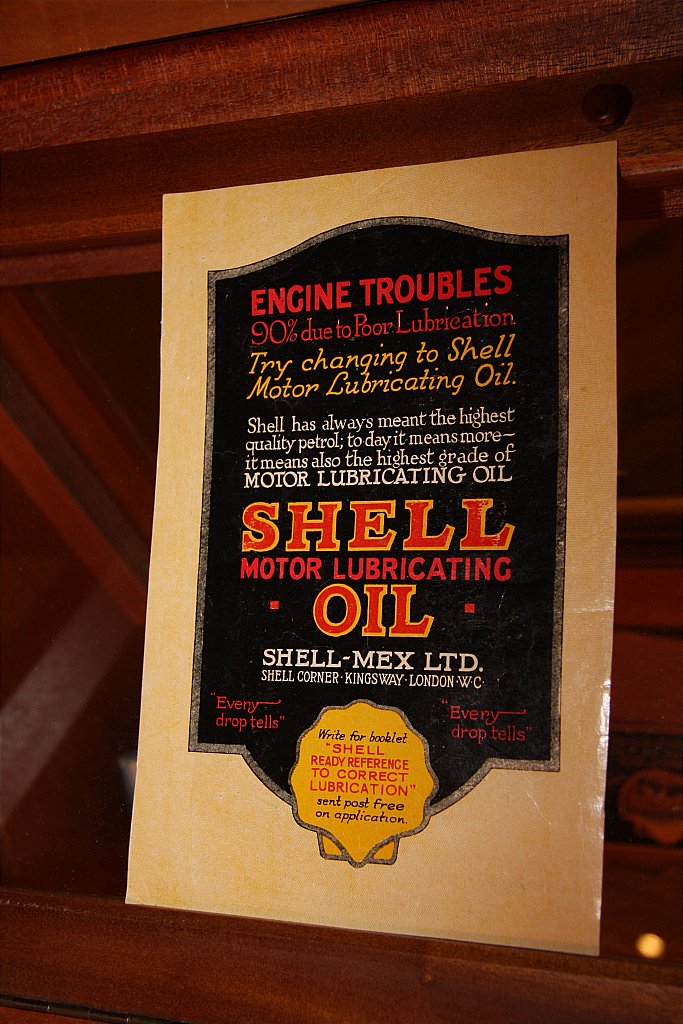 ENGINE TROUBLES
90% due to Poor Lubrication
Try changing to Shell
Motor Lubricating Oil.
Shell has always meant the highest
quality petrol; to day it means more—
it means also the highest grade of
MOTOR LUBRICATING OIL
SHELL
MOTOR LUBRICATING
· OIL ·
SHELL-MEX LTD.
SHELL CORNER·KINGSWAY·LONDON·W·C·
"Every
drop tells"
"Every
drop tells"
Write for booklet
"SHELL
READY REFERENCE
TO CORRECT
LUBRICATION"
sent post free
on application.